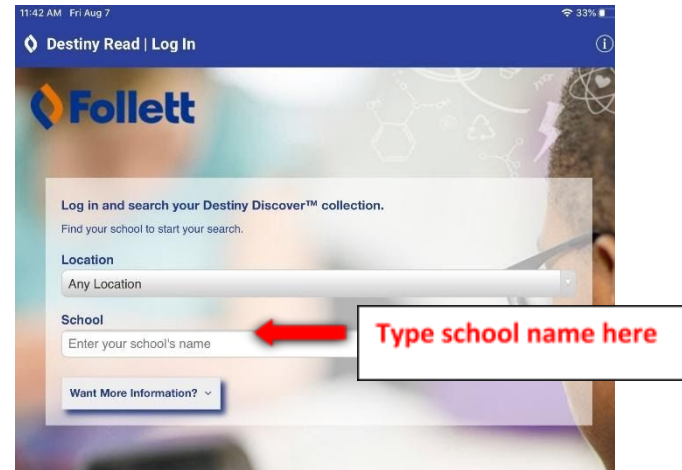 11:42 AM Fri Aug 7 33%
Destiny Read | Log In
Follett
Log in and search your Destiny Discover™ collection.
Find your school to start your search.
Location
Any Location
School
Enter your school's name
Type school name here
Want More Information?